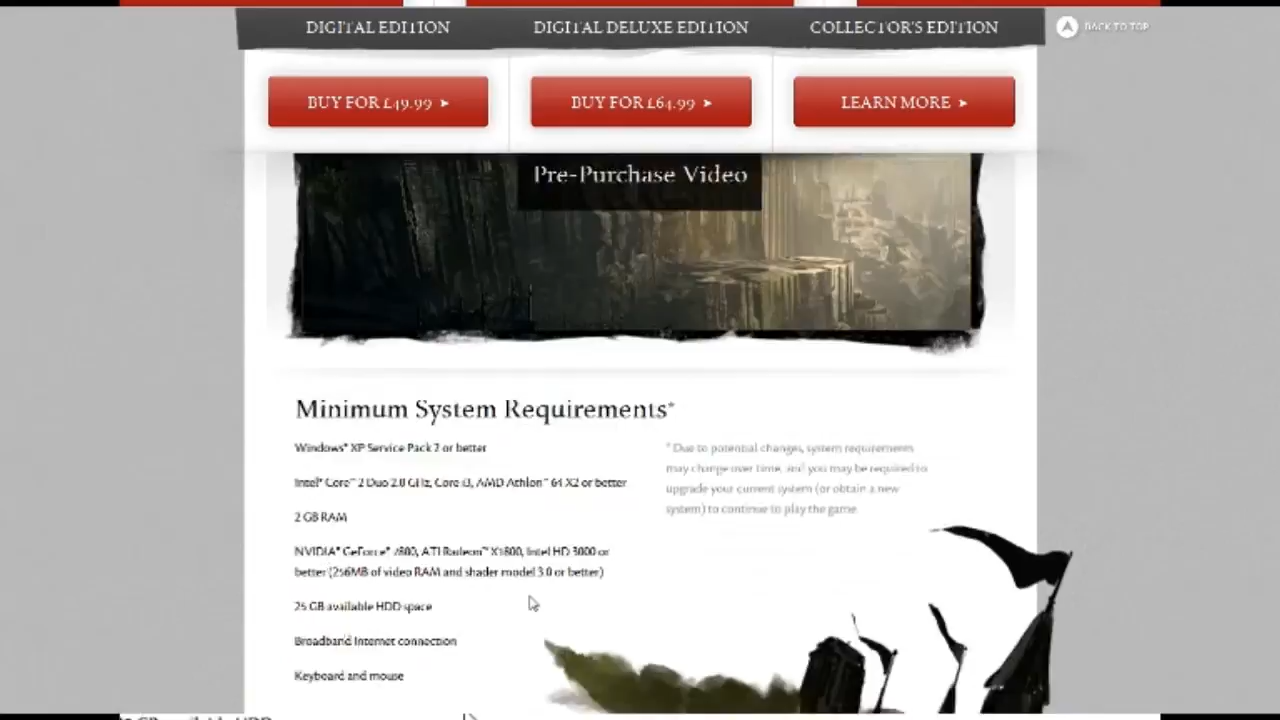 DIGITAL EDITION
DIGITAL DELUXE EDITION
COLLECTOR'S EDITION
BACK TO TOP
BUY FOR £49.99
BUY FOR £64.99
LEARN MORE
Pre-Purchase Video
Minimum System Requirements*
Windows® XP Service Pack 2 or better
Intel® Core™ 2 Duo 2.0 GHz, Core i3, AMD Athlon™ 64 X2 or better
2 GB RAM
NVIDIA® GeForce® 7800, ATI Radeon™ X1800, Intel HD 3000 or
better (256MB of video RAM and shader model 3.0 or better)
25 GB available HDD space
Broadband Internet connection
Keyboard and mouse
* Due to potential changes, system requirements
may change over time, and you may be required to
upgrade your current system (or obtain a new
system) to continue to play the game.